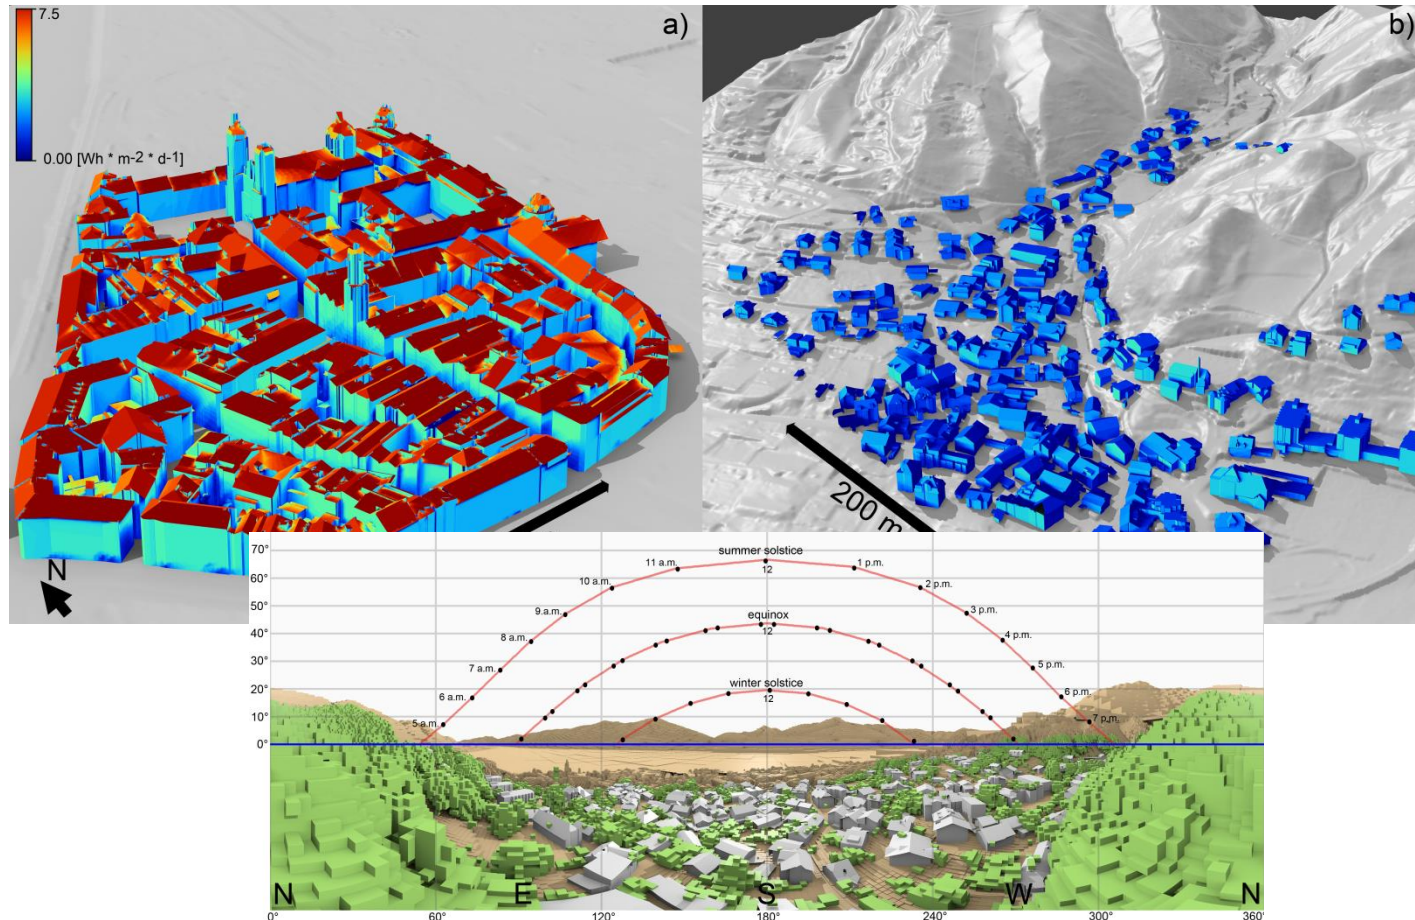 7.5
a)
b)
0.00 [Wh * m-2 * d-1]
N
200 m
70°
60°
50°
40°
30°
20°
10°
0°
summer solstice
11 a.m.
12
1 p.m.
10 a.m.
2 p.m.
9 a.m.
equinox
3 p.m.
8 a.m.
12
4 p.m.
7 a.m.
5 p.m.
6 a.m.
winter solstice
6 p.m.
12
5 a.m.
7 p.m.
N
E
S
W
N
0°
60°
120°
180°
240°
300°
360°